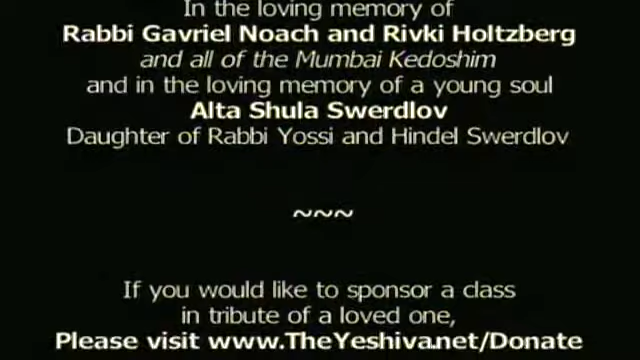 In the loving memory of
Rabbi Gavriel Noach and Rivki Holtzberg
and all of the Mumbai Kedoshim
and in the loving memory of a young soul
Alta Shula Swerdlov
Daughter of Rabbi Yossi and Hindel Swerdlov
~~~
If you would like to sponsor a class
in tribute of a loved one,
Please visit www.TheYeshiva.net/Donate